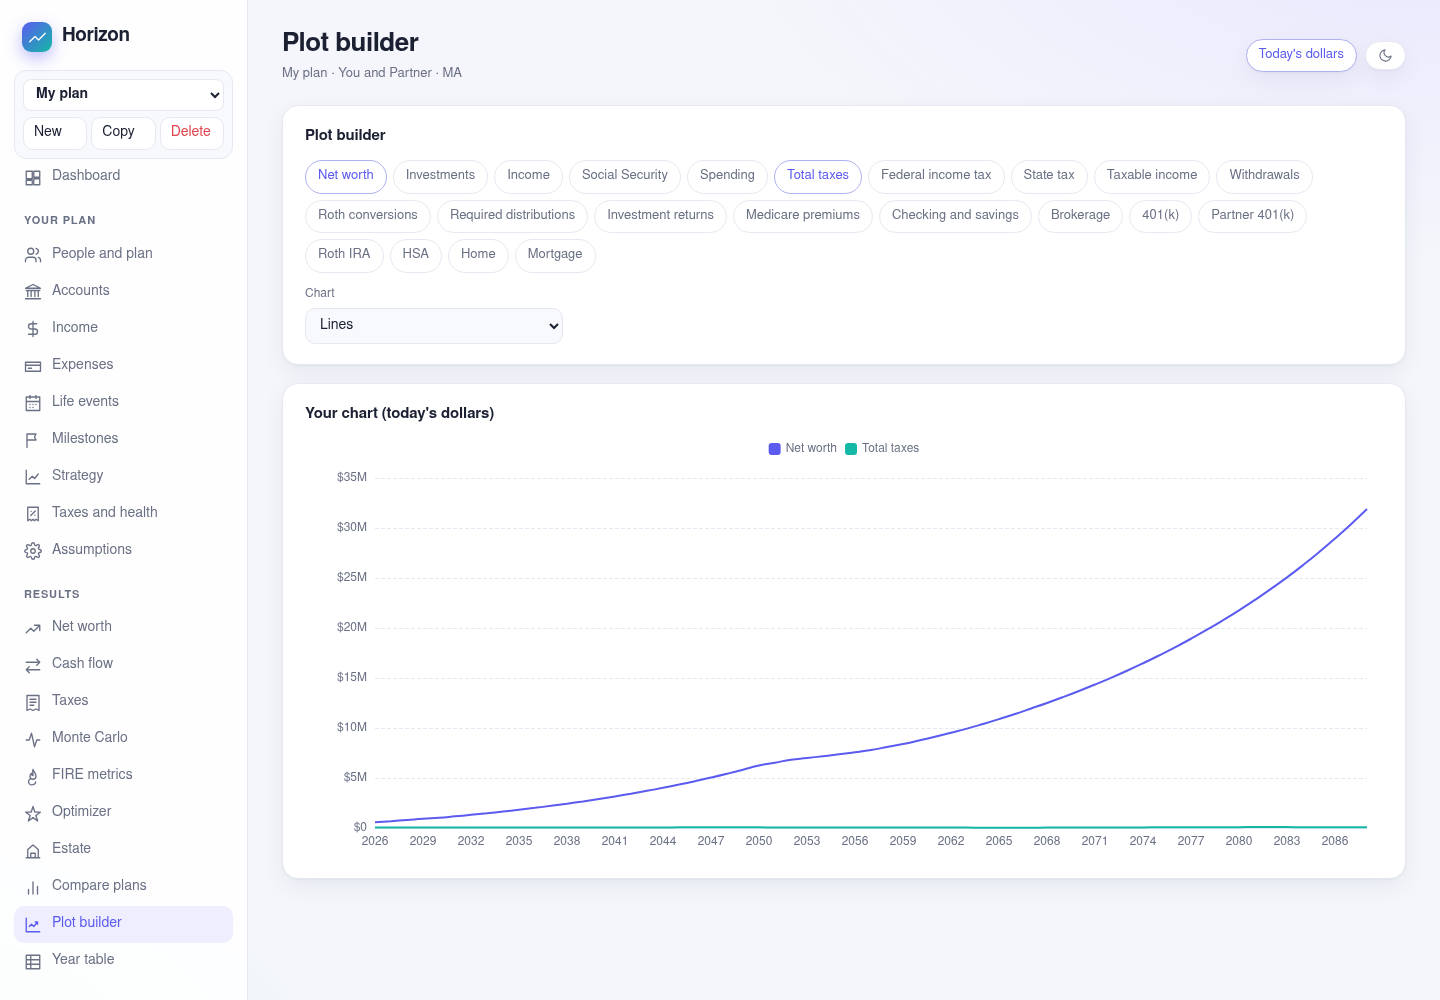 Horizon
My plan
New
Copy
Delete
Dashboard
YOUR PLAN
People and plan
Accounts
Income
Expenses
Life events
Milestones
Strategy
Taxes and health
Assumptions
RESULTS
Net worth
Cash flow
Taxes
Monte Carlo
FIRE metrics
Optimizer
Estate
Compare plans
Plot builder
Year table
Plot builder
My plan · You and Partner · MA
Today's dollars
Plot builder
Net worth Investments Income Social Security Spending Total taxes Federal income tax State tax Taxable income Withdrawals
Roth conversions Required distributions Investment returns Medicare premiums Checking and savings Brokerage 401(k) Partner 401(k)
Roth IRA HSA Home Mortgage
Chart
Lines
Your chart (today's dollars)
Net worth Total taxes
$35M
$30M
$25M
$20M
$15M
$10M
$5M
$0
2026 2029 2032 2035 2038 2041 2044 2047 2050 2053 2056 2059 2062 2065 2068 2071 2074 2077 2080 2083 2086